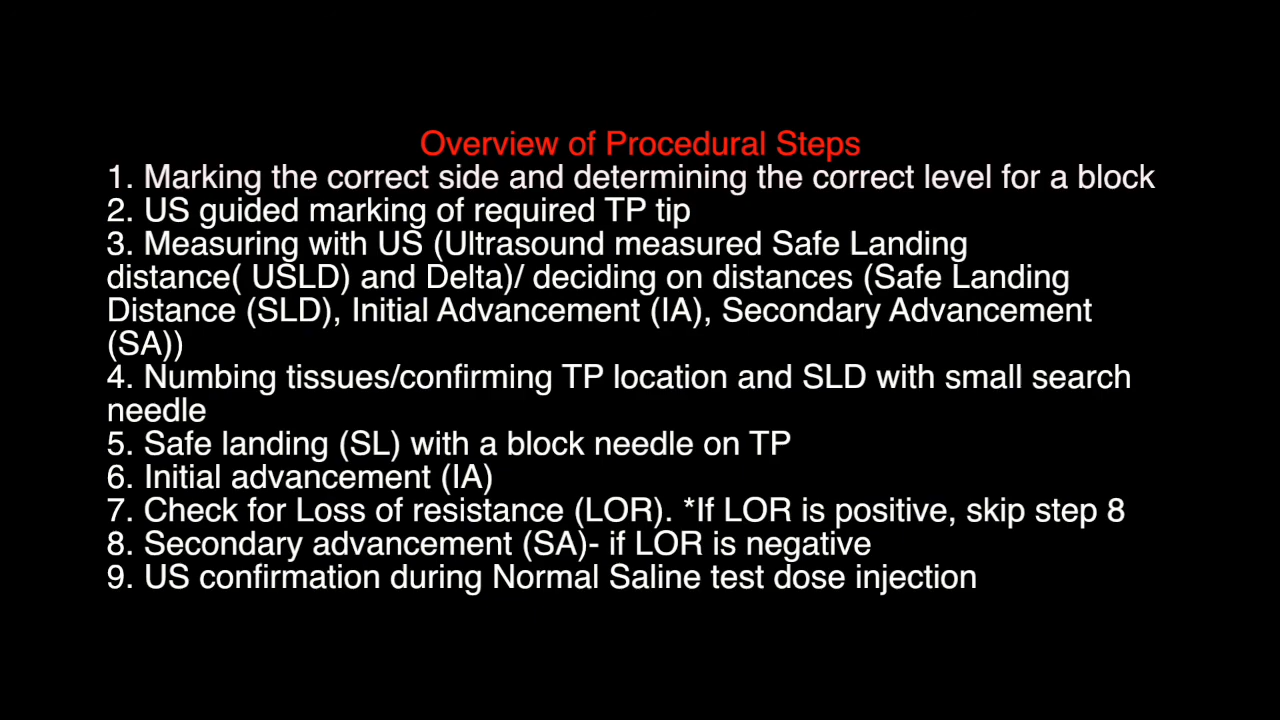 Overview of Procedural Steps
1. Marking the correct side and determining the correct level for a block
2. US guided marking of required TP tip
3. Measuring with US (Ultrasound measured Safe Landing
distance( USLD) and Delta)/ deciding on distances (Safe Landing
Distance (SLD), Initial Advancement (IA), Secondary Advancement
(SA))
4. Numbing tissues/confirming TP location and SLD with small search
needle
5. Safe landing (SL) with a block needle on TP
6. Initial advancement (IA)
7. Check for Loss of resistance (LOR). *If LOR is positive, skip step 8
8. Secondary advancement (SA)- if LOR is negative
9. US confirmation during Normal Saline test dose injection